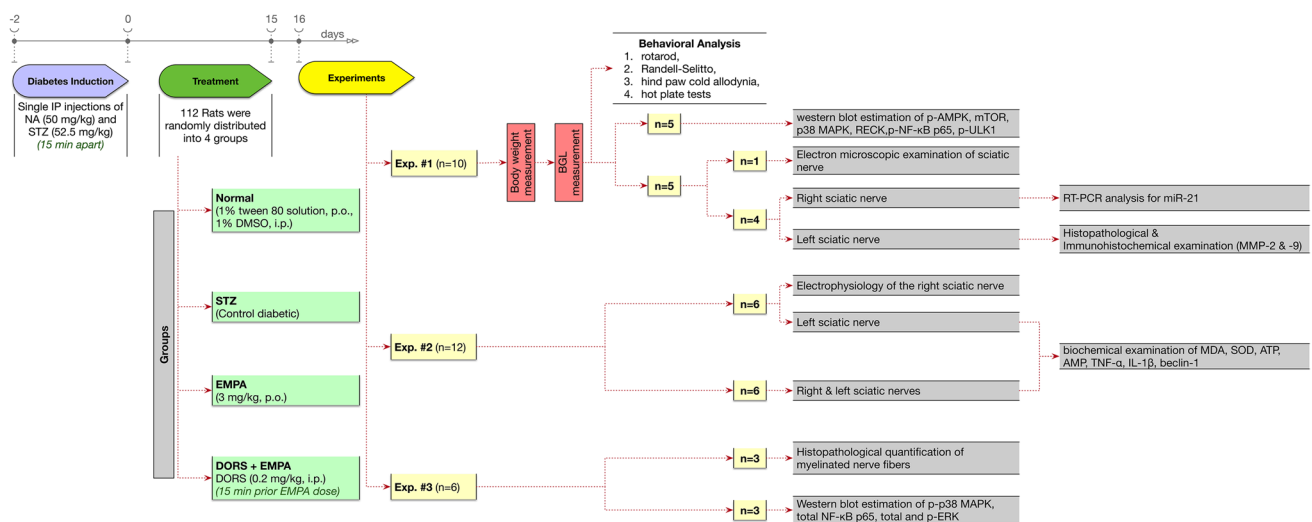 -2
0
15
16
days
Diabetes Induction
Treatment
Experiments
Single IP injections of
NA (50 mg/kg) and
STZ (52.5 mg/kg)
(15 min apart)
112 Rats were
randomly distributed
into 4 groups
Groups
Normal
(1% tween 80 solution, p.o.,
1% DMSO, i.p.)
STZ
(Control diabetic)
EMPA
(3 mg/kg, p.o.)
DORS + EMPA
DORS (0.2 mg/kg, i.p.)
(15 min prior EMPA dose)
Exp. #1 (n=10)
Body weight
measurement
BGL
measurement
Behavioral Analysis
1. rotarod,
2. Randell-Selitto,
3. hind paw cold allodynia,
4. hot plate tests
n=5
western blot estimation of p-AMPK, mTOR,
p38 MAPK, RECK,p-NF-κB p65, p-ULK1
n=5
n=1
Electron microscopic examination of sciatic
nerve
n=4
Right sciatic nerve
RT-PCR analysis for miR-21
Left sciatic nerve
Histopathological &
Immunohistochemical examination (MMP-2 & -9)
Exp. #2 (n=12)
n=6
Electrophysiology of the right sciatic nerve
Left sciatic nerve
n=6
Right & left sciatic nerves
biochemical examination of MDA, SOD, ATP,
AMP, TNF-α, IL-1β, beclin-1
Exp. #3 (n=6)
n=3
Histopathological quantification of
myelinated nerve fibers
n=3
Western blot estimation of p-p38 MAPK,
total NF-κB p65, total and p-ERK